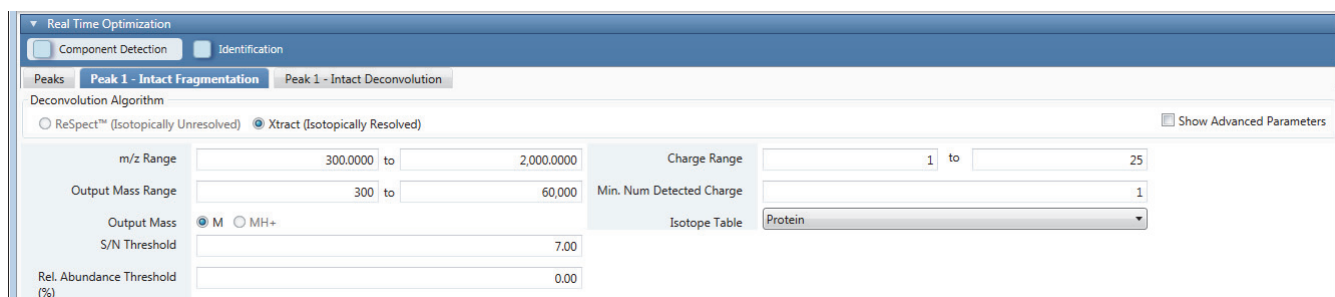 Real Time Optimization
Component Detection Identification
Peaks Peak 1 - Intact Fragmentation Peak 1 - Intact Deconvolution
Deconvolution Algorithm
ReSpect™ (Isotopically Unresolved) Xtract (Isotopically Resolved) Show Advanced Parameters
m/z Range 300.0000 to 2,000.0000 Charge Range 1 to 25
Output Mass Range 300 to 60,000 Min. Num Detected Charge 1
Output Mass M MH+ Isotope Table Protein
S/N Threshold 7.00
Rel. Abundance Threshold 0.00
(%)